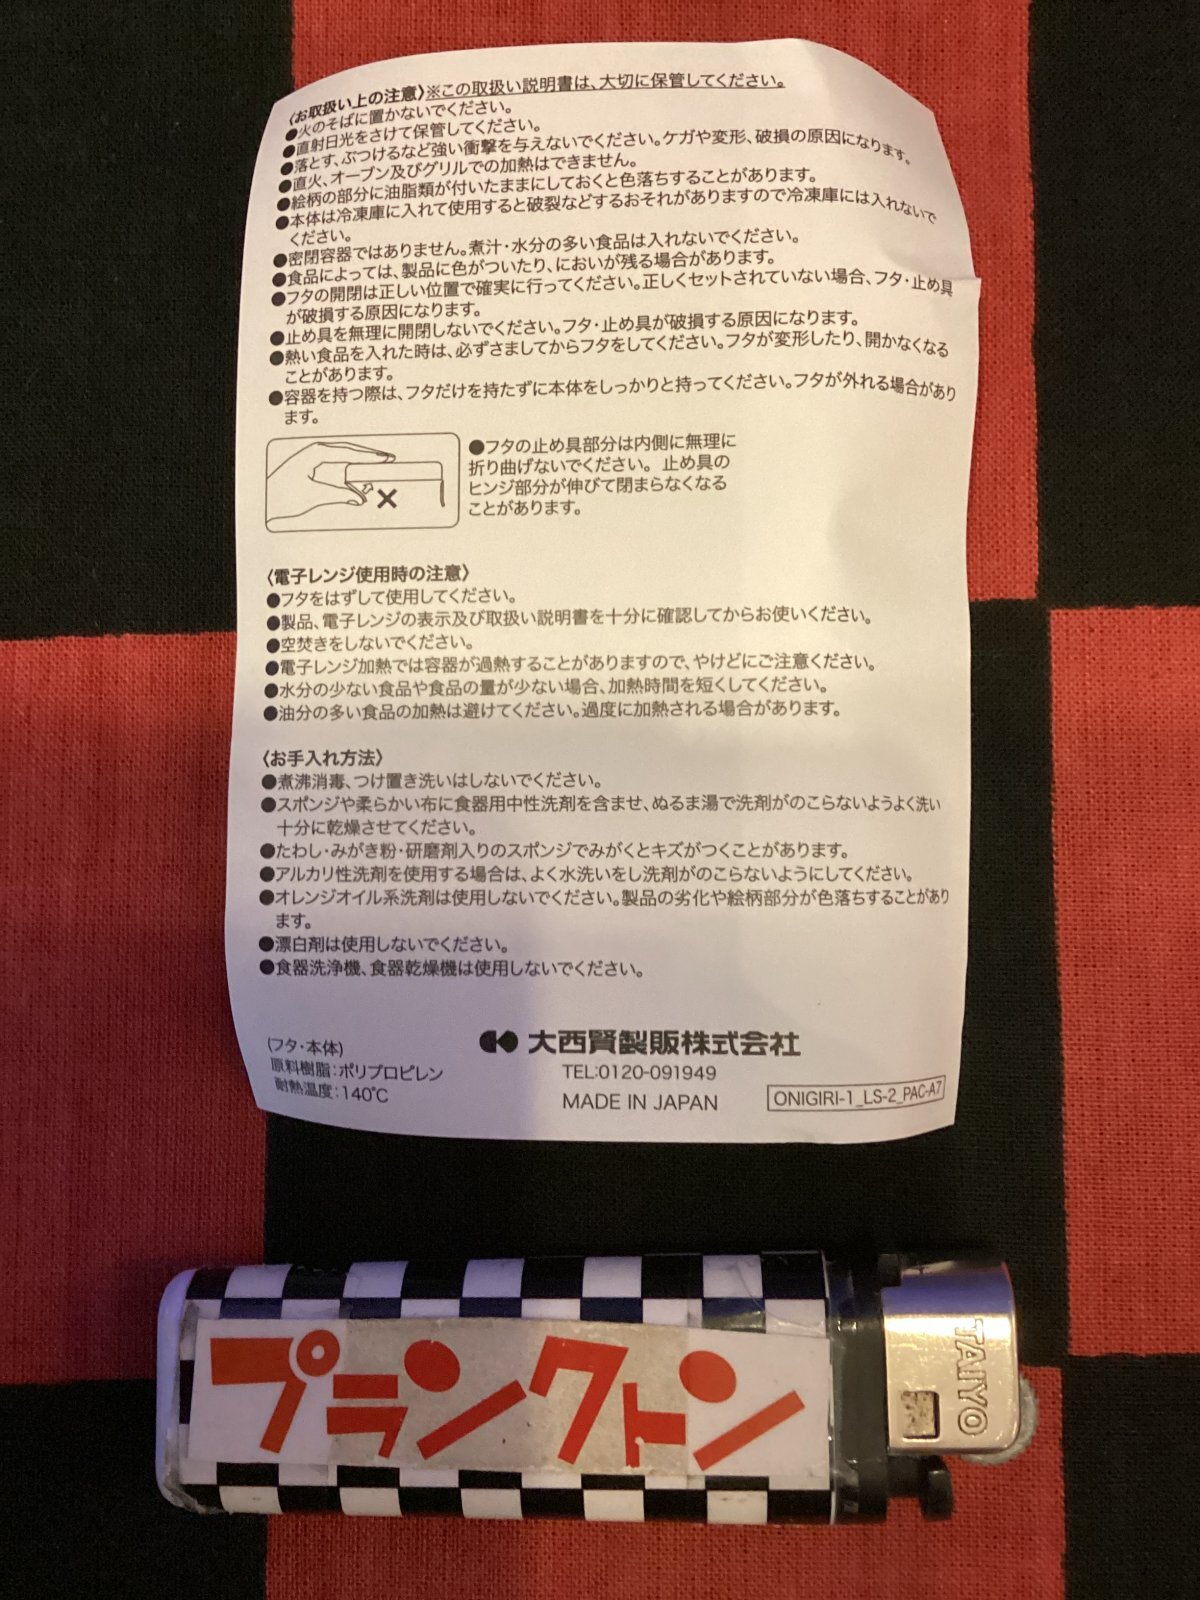 〈お取扱い上の注意〉※この取扱い説明書は、大切に保管してください。
●火のそばに置かないでください。
●直射日光をさけて保管してください。
●落とす、ぶつけるなど強い衝撃を与えないでください。ケガや変形、破損の原因になります。
●直火、オーブン及びグリルでの加熱はできません。
●絵柄の部分に油脂類が付いたままにしておくと色落ちすることがあります。
●本体は冷凍庫に入れて使用すると破裂などするおそれがありますので冷凍庫には入れないで
ください。
●密閉容器ではありません。煮汁・水分の多い食品は入れないでください。
●食品によっては、製品に色がついたり、においが残る場合があります。
●フタの開閉は正しい位置で確実に行ってください。正しくセットされていない場合、フタ・止め具
が破損する原因になります。
●止め具を無理に開閉しないでください。フタ・止め具が破損する原因になります。
●熱い食品を入れた時は、必ずさましてからフタをしてください。フタが変形したり、開かなくなる
ことがあります。
●容器を持つ際は、フタだけを持たずに本体をしっかりと持ってください。フタが外れる場合があり
ます。
●フタの止め具部分は内側に無理に
折り曲げないでください。 止め具の
ヒンジ部分が伸びて閉まらなくなる
ことがあります。
〈電子レンジ使用時の注意〉
●フタをはずして使用してください。
●製品、電子レンジの表示及び取扱い説明書を十分に確認してからお使いください。
●空焚きをしないでください。
●電子レンジ加熱では容器が過熱することがありますので、やけどにご注意ください。
●水分の少ない食品や食品の量が少ない場合、加熱時間を短くしてください。
●油分の多い食品の加熱は避けてください。過度に加熱される場合があります。
〈お手入れ方法〉
●煮沸消毒、つけ置き洗いはしないでください。
●スポンジや柔らかい布に食器用中性洗剤を含ませ、ぬるま湯で洗剤がのこらないようよく洗い
十分に乾燥させてください。
●たわし・みがき粉・研磨剤入りのスポンジでみがくとキズがつくことがあります。
●アルカリ性洗剤を使用する場合は、よく水洗いをし洗剤がのこらないようにしてください。
●オレンジオイル系洗剤は使用しないでください。製品の劣化や絵柄部分が色落ちすることがあり
ます。
●漂白剤は使用しないでください。
●食器洗浄機、食器乾燥機は使用しないでください。
(フタ・本体)
原料樹脂:ポリプロピレン
耐熱温度:140℃
大西賢製販株式会社
TEL:0120-091949
MADE IN JAPAN
ONIGIRI-1_LS-2_PAC-A7
プランクトン
TAIYO